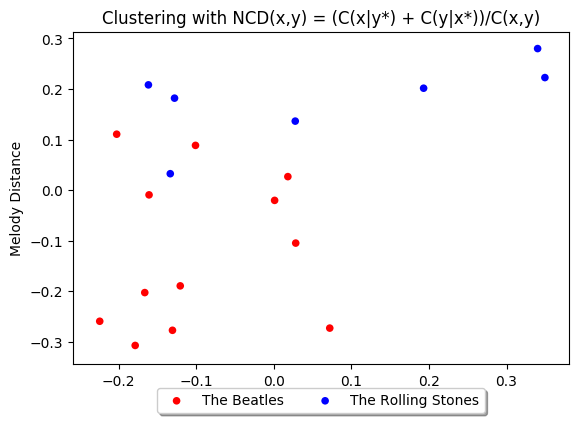 Clustering with NCD(x,y) = (C(x|y*) + C(y|x*))/C(x,y)
0.3
0.2
0.1
0.0
−0.1
−0.2
−0.3
Melody Distance
−0.2 −0.1 0.0 0.1 0.2 0.3
The Beatles The Rolling Stones